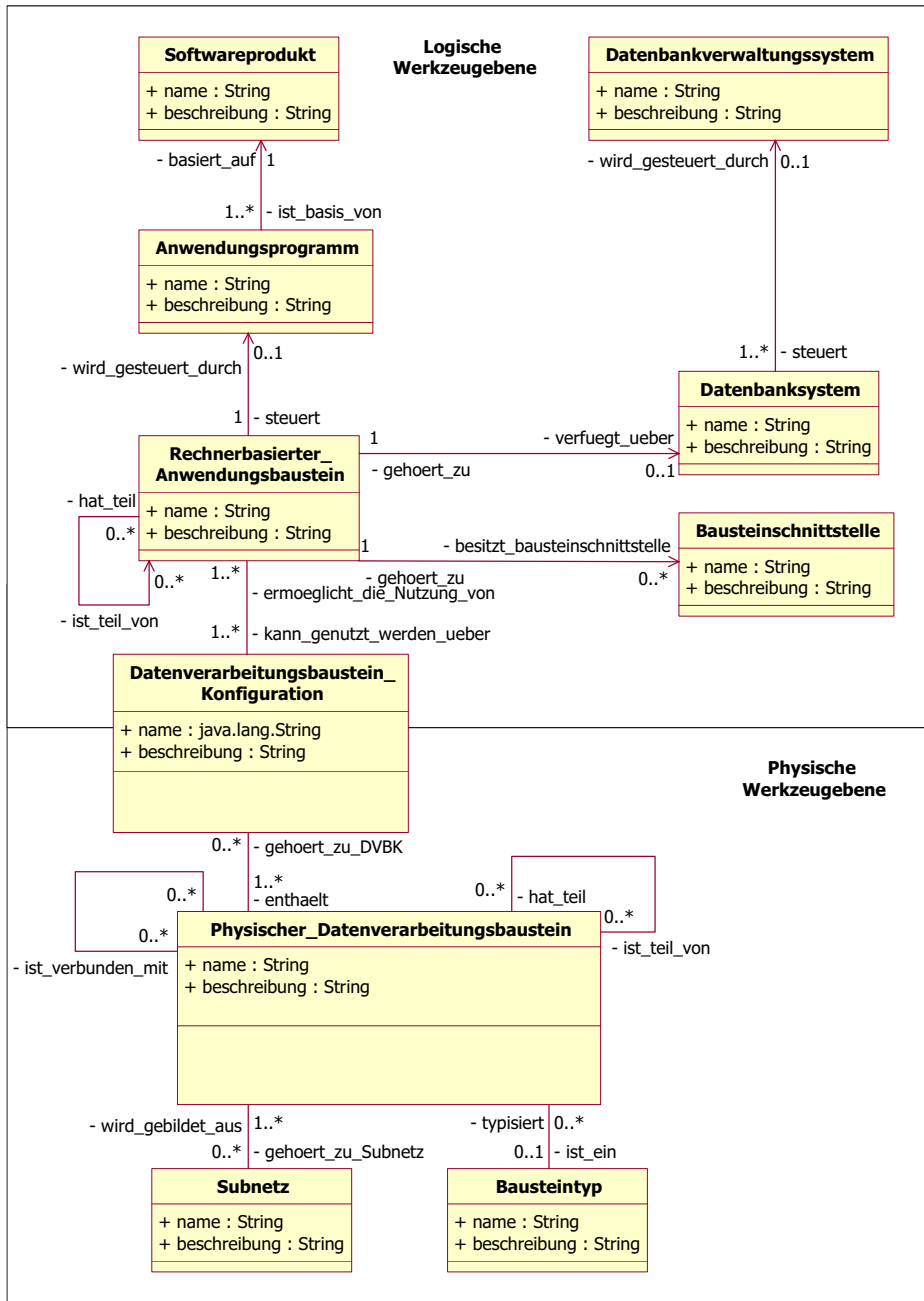 Softwareprodukt
+ name : String
+ beschreibung : String
Logische
Werkzeugebene
Datenbankverwaltungssystem
+ name : String
+ beschreibung : String
- basiert_auf
1
- wird_gesteuert_durch
0..1
1..*
- ist_basis_von
Anwendungsprogramm
+ name : String
+ beschreibung : String
0..1
- wird_gesteuert_durch
1..*
- steuert
1
- steuert
Datenbanksystem
+ name : String
+ beschreibung : String
Rechnerbasierter_
Anwendungsbaustein
+ name : String
+ beschreibung : String
1
- verfuegt_ueber
- gehoert_zu
0..1
- hat_teil
0..*
0..*
- ist_teil_von
1
- besitzt_bausteinschnittstelle
- gehoert_zu
0..*
Bausteinschnittstelle
+ name : String
+ beschreibung : String
1..*
- ermoeglicht_die_Nutzung_von
1..*
- kann_genutzt_werden_ueber
Datenverarbeitungsbaustein_
Konfiguration
+ name : java.lang.String
+ beschreibung : String
Physische
Werkzeugebene
0..*
- gehoert_zu_DVBK
1..*
- enthaelt
0..*
0..*
- ist_verbunden_mit
0..*
- hat_teil
0..*
- ist_teil_von
Physischer_Datenverarbeitungsbaustein
+ name : String
+ beschreibung : String
- wird_gebildet_aus
1..*
0..*
- gehoert_zu_Subnetz
- typisiert
0..*
0..1
- ist_ein
Subnetz
+ name : String
+ beschreibung : String
Bausteintyp
+ name : String
+ beschreibung : String